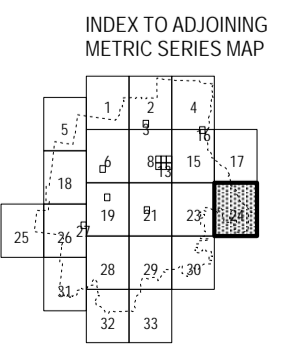 INDEX TO ADJOINING
METRIC SERIES MAP
1 2 4
5 3 16
6 8 15 17
13
18
19 21 23 24
25 26 27
28 29 30
31
32 33